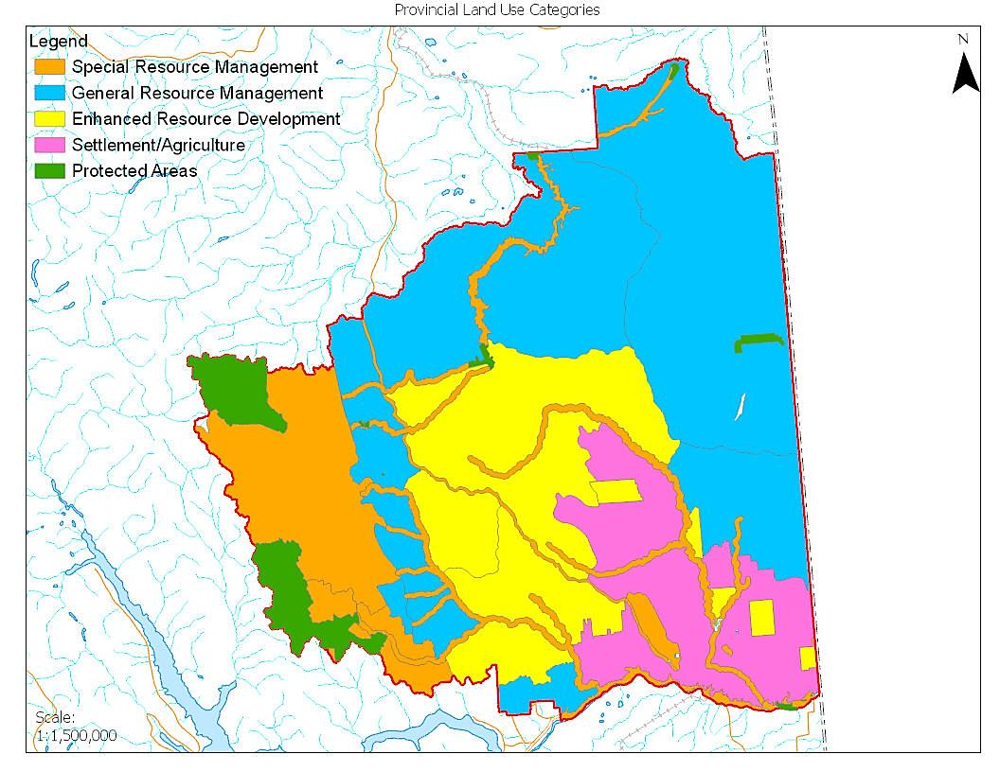 Provincial Land Use Categories
Legend
Special Resource Management
General Resource Management
Enhanced Resource Development
Settlement/Agriculture
Protected Areas
N
Scale:
1:1,500,000